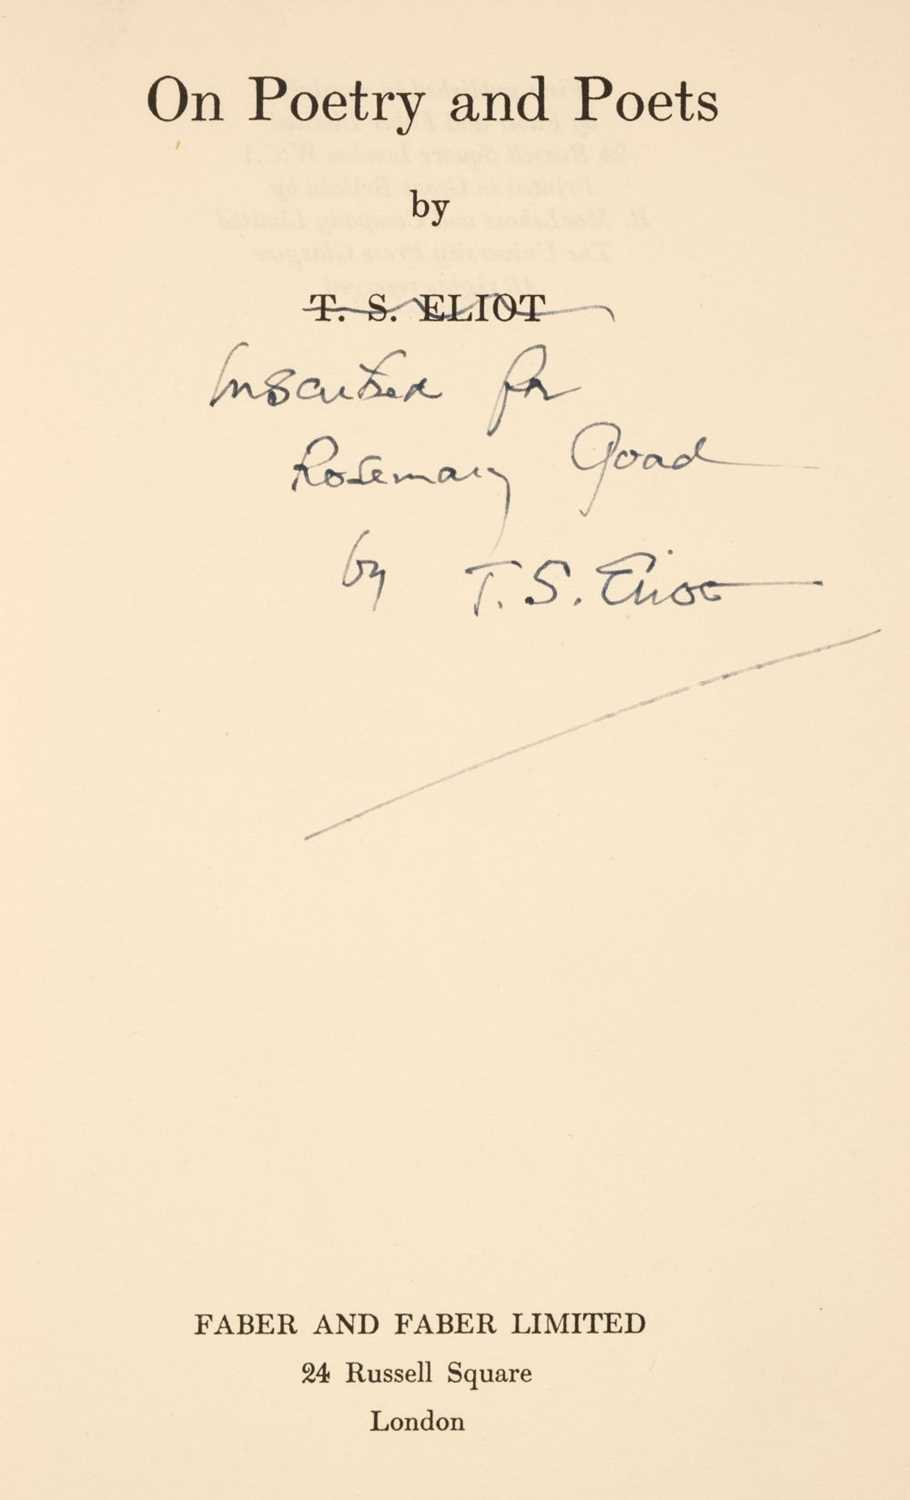 On Poetry and Poets
by
T. S. ELIOT
Inscribed for
Rosemary Goad
by T. S. Eliot
FABER AND FABER LIMITED
24 Russell Square
London